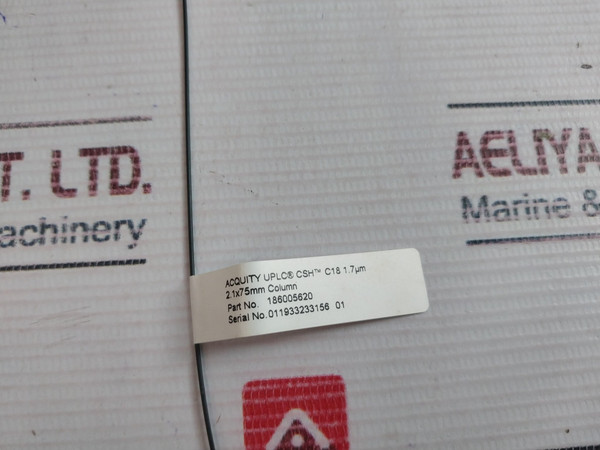 T. LTD.
achinery
AELIYA
Marine &
ACQUITY UPLC® CSH™ C18 1.7µm
2.1x75mm Column
Part No. 186005620
Serial No. 011933233156 01